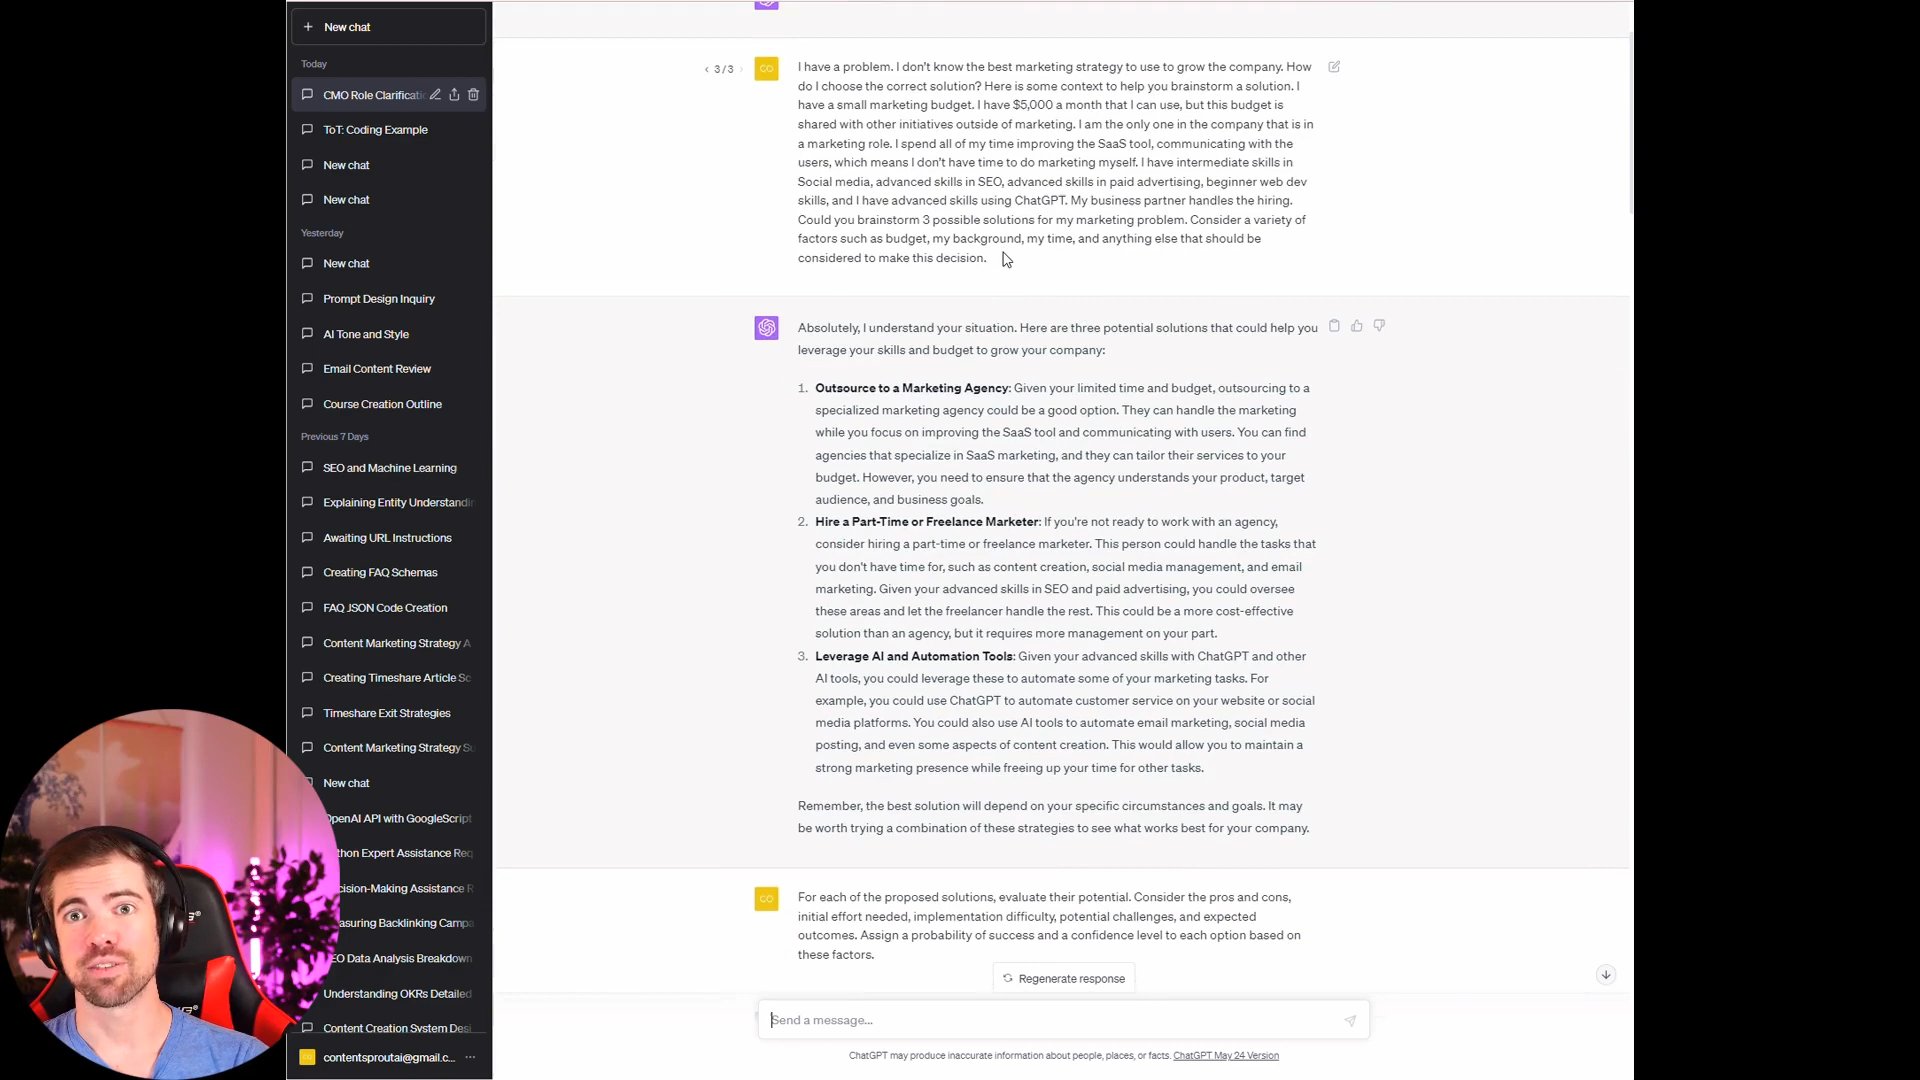 New chat
Today
CMO Role Clarificatio
ToT: Coding Example
New chat
New chat
Yesterday
New chat
Prompt Design Inquiry
AI Tone and Style
Email Content Review
Course Creation Outline
Previous 7 Days
SEO and Machine Learning
Explaining Entity Understandin
Awaiting URL Instructions
Creating FAQ Schemas
FAQ JSON Code Creation
Content Marketing Strategy A
Creating Timeshare Article Sc
Timeshare Exit Strategies
Content Marketing Strategy Su
New chat
OpenAI API with GoogleScript
thon Expert Assistance Req
cision-Making Assistance R
asuring Backlinking Campa
EO Data Analysis Breakdown
Understanding OKRs Detailed
Content Creation System Desi
contentsproutai@gmail.c...
3/3
CO
I have a problem. I don't know the best marketing strategy to use to grow the company. How
do I choose the correct solution? Here is some context to help you brainstorm a solution. I
have a small marketing budget. I have $5,000 a month that I can use, but this budget is
shared with other initiatives outside of marketing. I am the only one in the company that is in
a marketing role. I spend all of my time improving the SaaS tool, communicating with the
users, which means I don't have time to do marketing myself. I have intermediate skills in
Social media, advanced skills in SEO, advanced skills in paid advertising, beginner web dev
skills, and I have advanced skills using ChatGPT. My business partner handles the hiring.
Could you brainstorm 3 possible solutions for my marketing problem. Consider a variety of
factors such as budget, my background, my time, and anything else that should be
considered to make this decision.
Absolutely, I understand your situation. Here are three potential solutions that could help you
leverage your skills and budget to grow your company:
1. Outsource to a Marketing Agency: Given your limited time and budget, outsourcing to a
specialized marketing agency could be a good option. They can handle the marketing
while you focus on improving the SaaS tool and communicating with users. You can find
agencies that specialize in SaaS marketing, and they can tailor their services to your
budget. However, you need to ensure that the agency understands your product, target
audience, and business goals.
2. Hire a Part-Time or Freelance Marketer: If you're not ready to work with an agency,
consider hiring a part-time or freelance marketer. This person could handle the tasks that
you don't have time for, such as content creation, social media management, and email
marketing. Given your advanced skills in SEO and paid advertising, you could oversee
these areas and let the freelancer handle the rest. This could be a more cost-effective
solution than an agency, but it requires more management on your part.
3. Leverage AI and Automation Tools: Given your advanced skills with ChatGPT and other
AI tools, you could leverage these to automate some of your marketing tasks. For
example, you could use ChatGPT to automate customer service on your website or social
media platforms. You could also use AI tools to automate email marketing, social media
posting, and even some aspects of content creation. This would allow you to maintain a
strong marketing presence while freeing up your time for other tasks.
Remember, the best solution will depend on your specific circumstances and goals. It may
be worth trying a combination of these strategies to see what works best for your company.
CO
For each of the proposed solutions, evaluate their potential. Consider the pros and cons,
initial effort needed, implementation difficulty, potential challenges, and expected
outcomes. Assign a probability of success and a confidence level to each option based on
these factors.
Regenerate response
Send a message...
ChatGPT may produce inaccurate information about people, places, or facts. ChatGPT May 24 Version